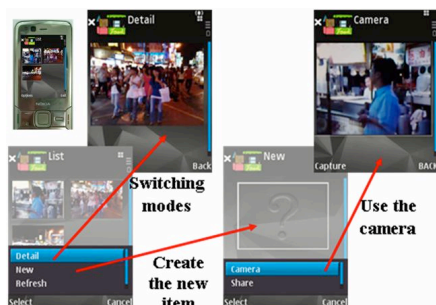 Detail
Back
Camera
Capture
BACK
NOKIA
List
Detail
New
Refresh
Select
Cancel
Switching
modes
Create
the new
item
New
Camera
Share
Select
Cancel
Use the
camera